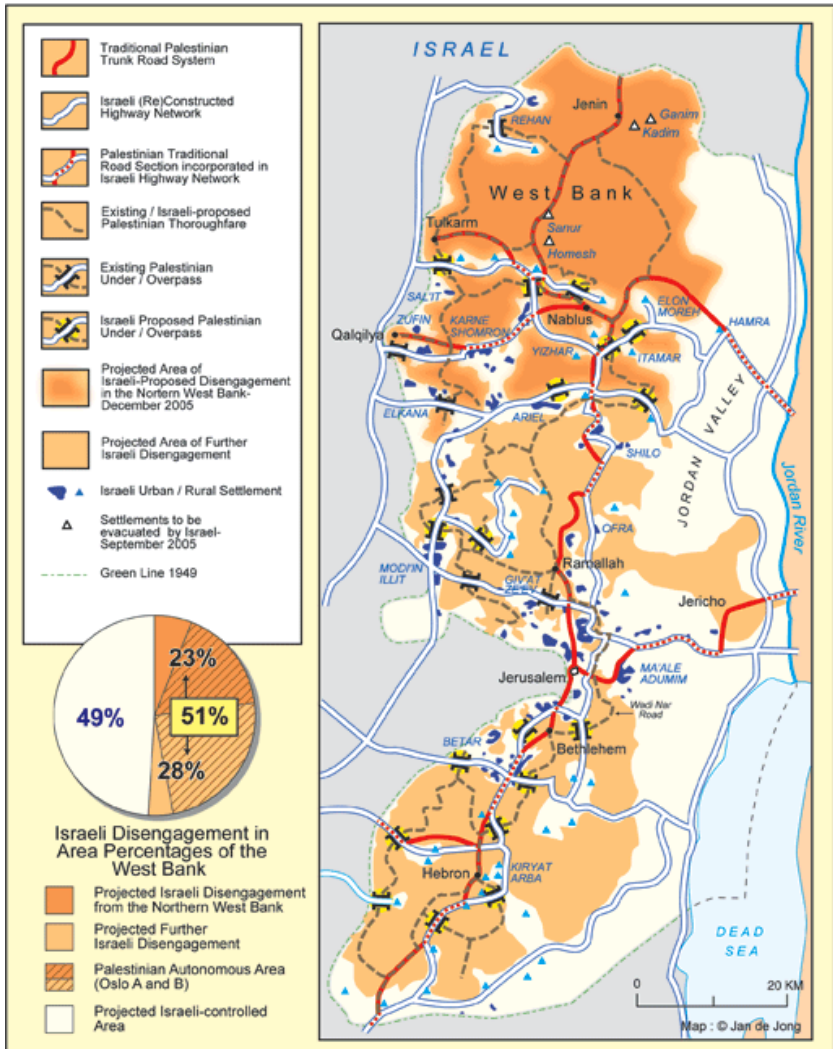 Traditional Palestinian
Trunk Road System
Israeli (Re)Constructed
Highway Network
Palestinian Traditional
Road Section incorporated in
Israeli Highway Network
Existing / Israeli-proposed
Palestinian Thoroughfare
Existing Palestinian
Under / Overpass
Israeli Proposed Palestinian
Under / Overpass
Projected Area of
Israeli-Proposed Disengagement
in the Nortern West Bank-
December 2005
Projected Area of Further
Israeli Disengagement
Israeli Urban / Rural Settlement
Settlements to be
evacuated by Israel-
September 2005
Green Line 1949
23%
49%
51%
28%
Israeli Disengagement in
Area Percentages of the
West Bank
Projected Israeli Disengagement
from the Northern West Bank
Projected Further
Israeli Disengagement
Palestinian Autonomous Area
(Oslo A and B)
Projected Israeli-controlled
Area
ISRAEL
Jenin
Ganim
Kadim
REHAN
West Bank
Sanur
Homesh
Tulkarm
SAL'IT
ZUFIN
KARNE
SHOMRON
Qalqilya
Nablus
ELON
MOREH
HAMRA
YIZHAR
ITAMAR
ELKANA
ARIEL
SHILO
JORDAN VALLEY
Jordan River
OFRA
MODI'IN
ILLIT
GIV'AT
ZE'EV
Ramallah
Jericho
Jerusalem
MA'ALE
ADUMIM
Wadi Nar
Road
BETAR
Bethlehem
Hebron
KIRYAT
ARBA
DEAD
SEA
0
20 KM
Map : © Jan de Jong